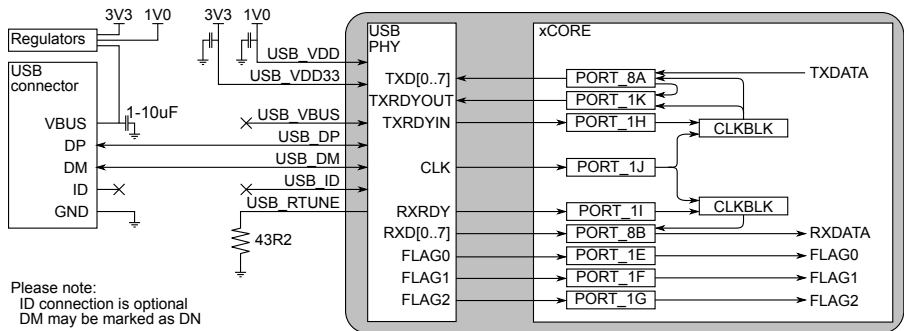 3V3 1V0
Regulators
USB
connector
VBUS
DP
DM
ID
GND
1-10uF
3V3 1V0
USB_VDD
USB_VDD33
USB_VBUS
USB_DP
USB_DM
USB_ID
USB_RTUNE
43R2
USB
PHY
TXD[0..7]
TXRDYOUT
TXRDYIN
CLK
RXRDY
RXD[0..7]
FLAG0
FLAG1
FLAG2
xCORE
PORT_8A
PORT_1K
PORT_1H
PORT_1J
PORT_1I
PORT_8B
PORT_1E
PORT_1F
PORT_1G
CLKBLK
CLKBLK
TXDATA
RXDATA
FLAG0
FLAG1
FLAG2
Please note:
ID connection is optional
DM may be marked as DN